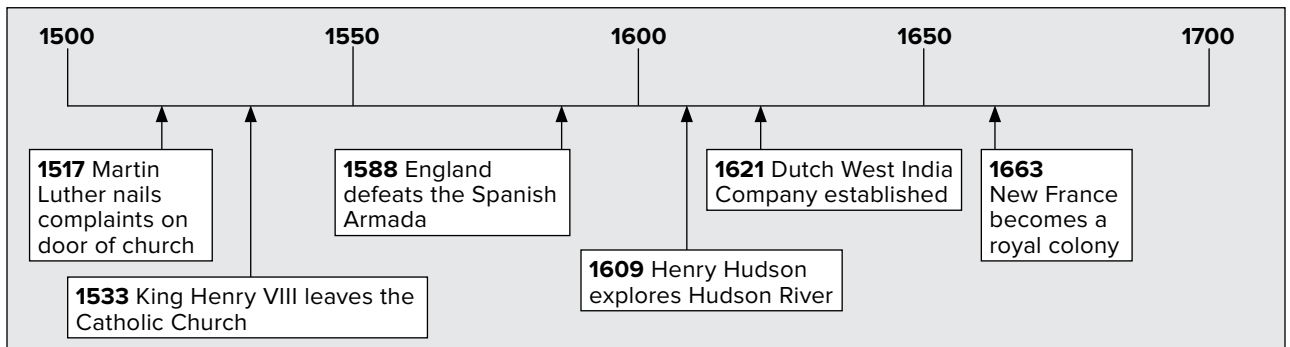 1500 1550 1600 1650 1700
1517 Martin
Luther nails
complaints on
door of church
1533 King Henry VIII leaves the
Catholic Church
1588 England
defeats the Spanish
Armada
1609 Henry Hudson
explores Hudson River
1621 Dutch West India
Company established
1663
New France
becomes a
royal colony